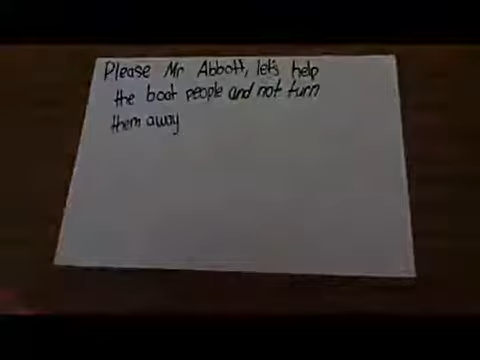 Please Mr Abbott, let's help
the boat people and not turn
them away